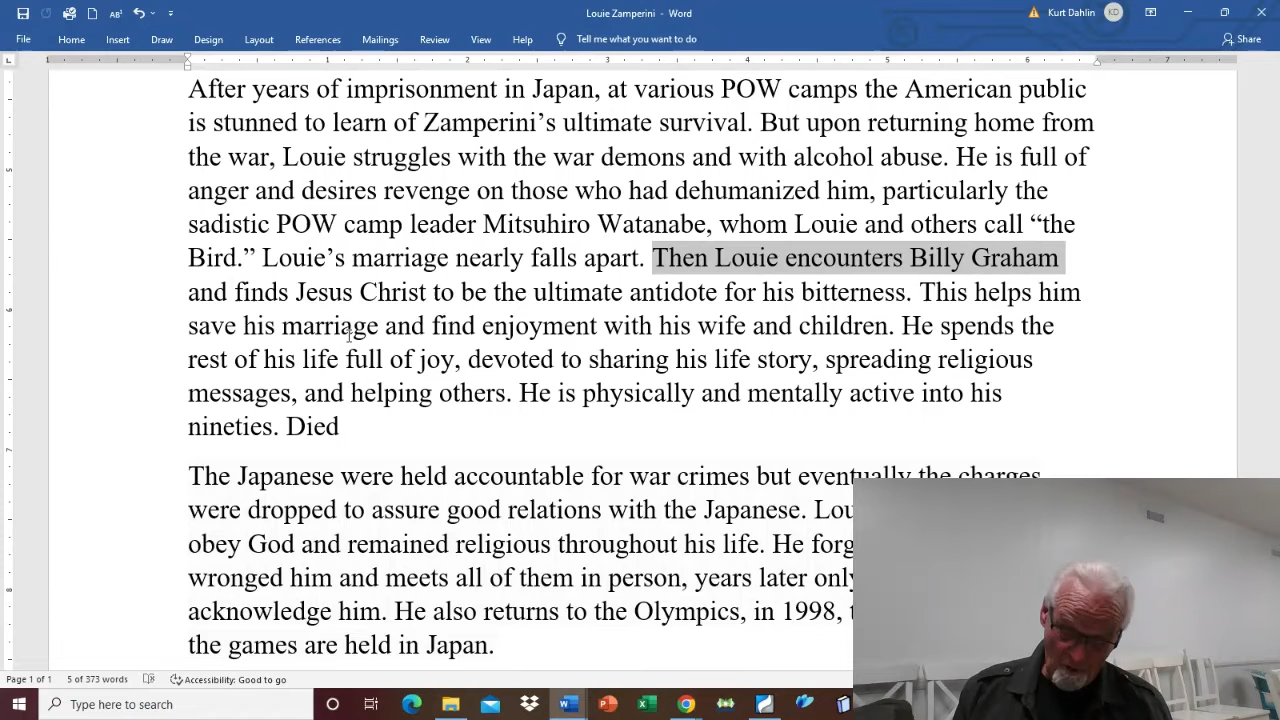 Louie Zamperini - Word
Kurt Dahlin
KD
File
Home
Insert
Draw
Design
Layout
References
Mailings
Review
View
Help
Tell me what you want to do
Share
1
1
2
3
4
5
6
7
After years of imprisonment in Japan, at various POW camps the American public
is stunned to learn of Zamperini’s ultimate survival. But upon returning home from
the war, Louie struggles with the war demons and with alcohol abuse. He is full of
anger and desires revenge on those who had dehumanized him, particularly the
sadistic POW camp leader Mitsuhiro Watanabe, whom Louie and others call “the
Bird.” Louie’s marriage nearly falls apart. Then Louie encounters Billy Graham
and finds Jesus Christ to be the ultimate antidote for his bitterness. This helps him
save his marriage and find enjoyment with his wife and children. He spends the
rest of his life full of joy, devoted to sharing his life story, spreading religious
messages, and helping others. He is physically and mentally active into his
nineties. Died
The Japanese were held accountable for war crimes but eventually the charges
were dropped to assure good relations with the Japanese. Lou
obey God and remained religious throughout his life. He forg
wronged him and meets all of them in person, years later only
acknowledge him. He also returns to the Olympics, in 1998, t
the games are held in Japan.
Page 1 of 1
5 of 373 words
Accessibility: Good to go
Type here to search